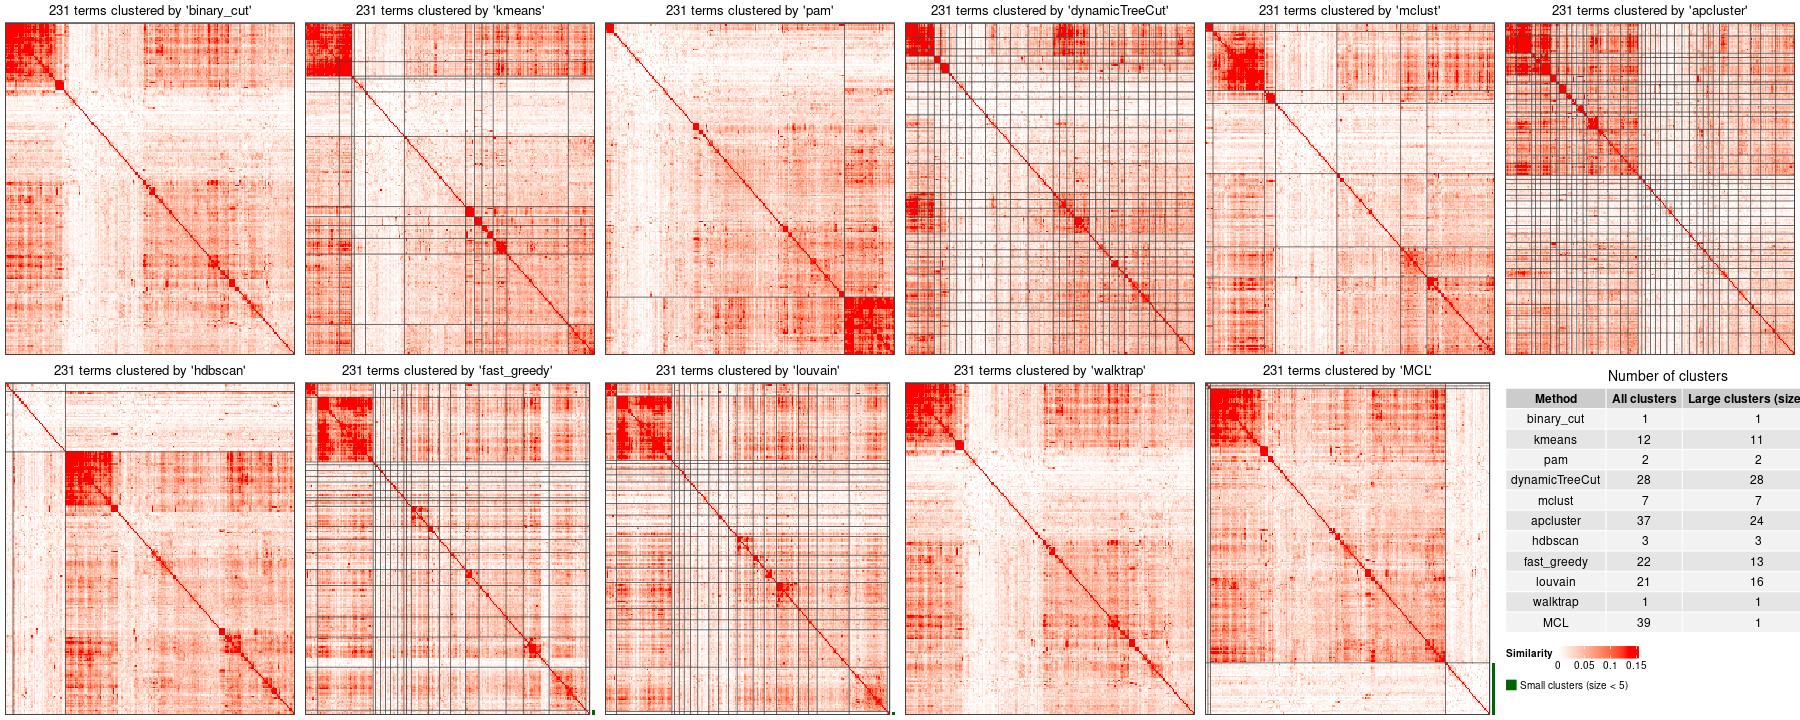 231 terms clustered by 'binary_cut'
231 terms clustered by 'kmeans'
231 terms clustered by 'pam'
231 terms clustered by 'dynamicTreeCut'
231 terms clustered by 'mclust'
231 terms clustered by 'apcluster'
231 terms clustered by 'hdbscan'
231 terms clustered by 'fast_greedy'
231 terms clustered by 'louvain'
231 terms clustered by 'walktrap'
231 terms clustered by 'MCL'
Number of clusters
Method All clusters Large clusters (size
binary_cut 1 1
kmeans 12 11
pam 2 2
dynamicTreeCut 28 28
mclust 7 7
apcluster 37 24
hdbscan 3 3
fast_greedy 22 13
louvain 21 16
walktrap 1 1
MCL 39 1
Similarity
0 0.05 0.1 0.15
Small clusters (size < 5)